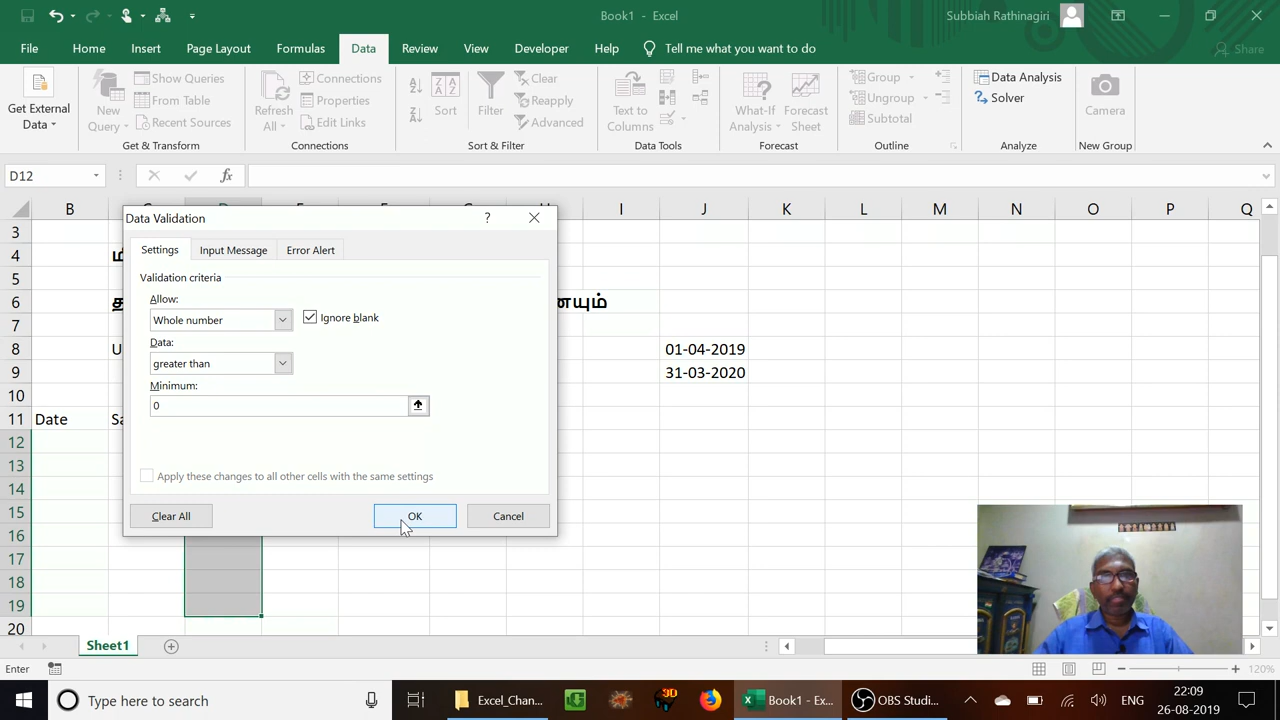 Book1 - Excel
Subbiah Rathinagiri
File Home Insert Page Layout Formulas Data Review View Developer Help Tell me what you want to do Share
Get External Data
New Query
Show Queries
From Table
Recent Sources
Get & Transform
Refresh All
Connections
Properties
Edit Links
Connections
Sort
Filter
Clear
Reapply
Advanced
Sort & Filter
Text to Columns
Data Tools
What-If Analysis
Forecast Sheet
Forecast
Group
Ungroup
Subtotal
Outline
Data Analysis
Solver
Analyze
Camera
New Group
D12
fx
B I J K L M N O P Q
3
4
5
6 னயும்
7
8 01-04-2019
9 31-03-2020
10
11 Date
12
13
14
15
16
17
18
19
20
Data Validation ?
Settings Input Message Error Alert
Validation criteria
Allow:
Whole number Ignore blank
Data:
greater than
Minimum:
0
Apply these changes to all other cells with the same settings
Clear All OK Cancel
Sheet1
Enter 120%
Type here to search
Excel_Chan...
Book1 - Ex...
OBS Studi...
ENG
22:09
26-08-2019